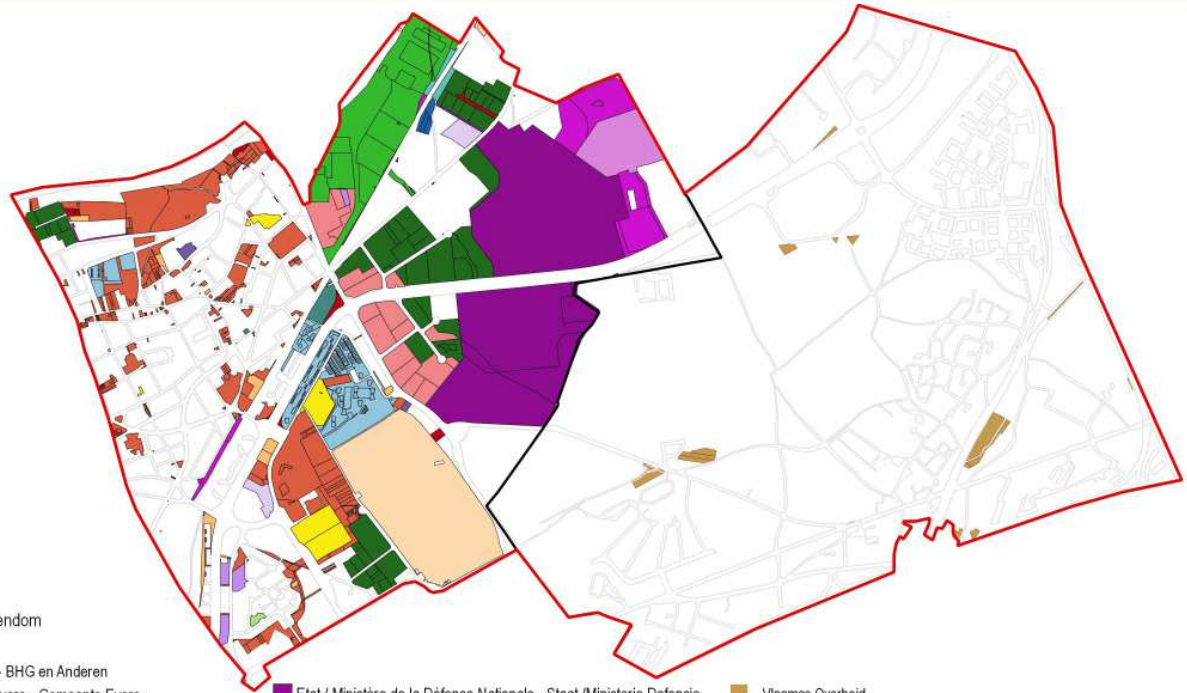 endom
BHG en Anderen
Etat / Ministère de la Défense Nationale - Staat /Ministerie Defensie
Vlaamse Overheid